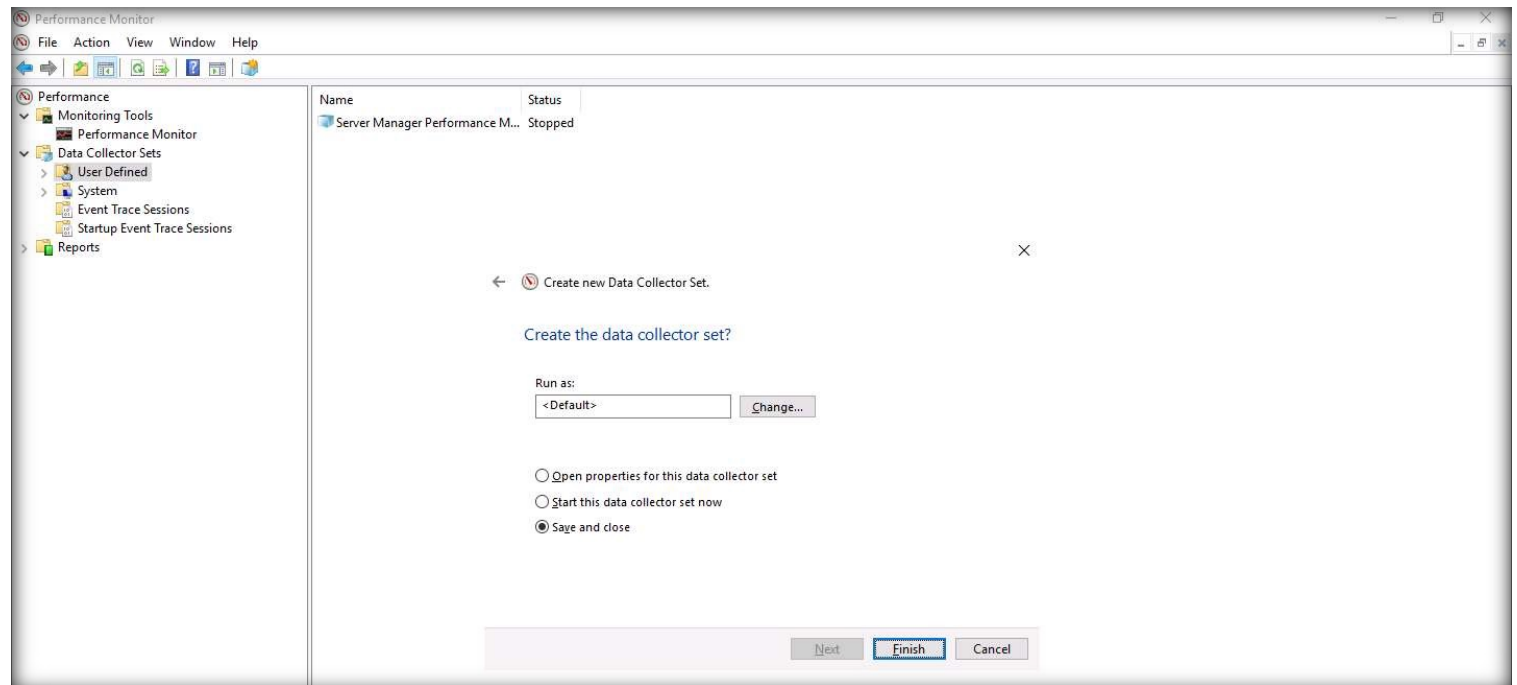 Performance Monitor
File Action View Window Help
Performance
Monitoring Tools
Performance Monitor
Data Collector Sets
User Defined
System
Event Trace Sessions
Startup Event Trace Sessions
Reports
Name Status
Server Manager Performance M... Stopped
Create new Data Collector Set.
Create the data collector set?
Run as:
<Default> Change...
Open properties for this data collector set
Start this data collector set now
Save and close
Next Finish Cancel